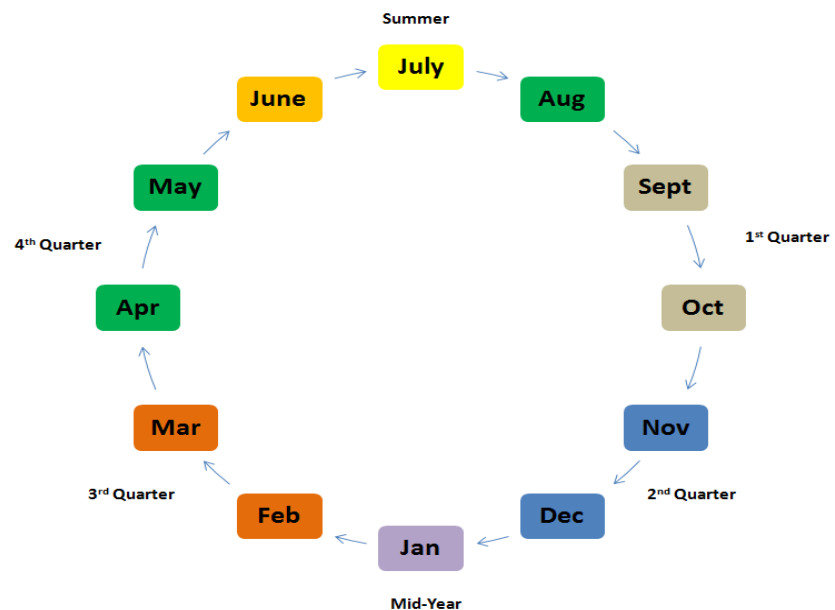 Summer
July
June
Aug
May
Sept
4th Quarter
1st Quarter
Apr
Oct
Mar
Nov
3rd Quarter
2nd Quarter
Feb
Dec
Jan
Mid-Year